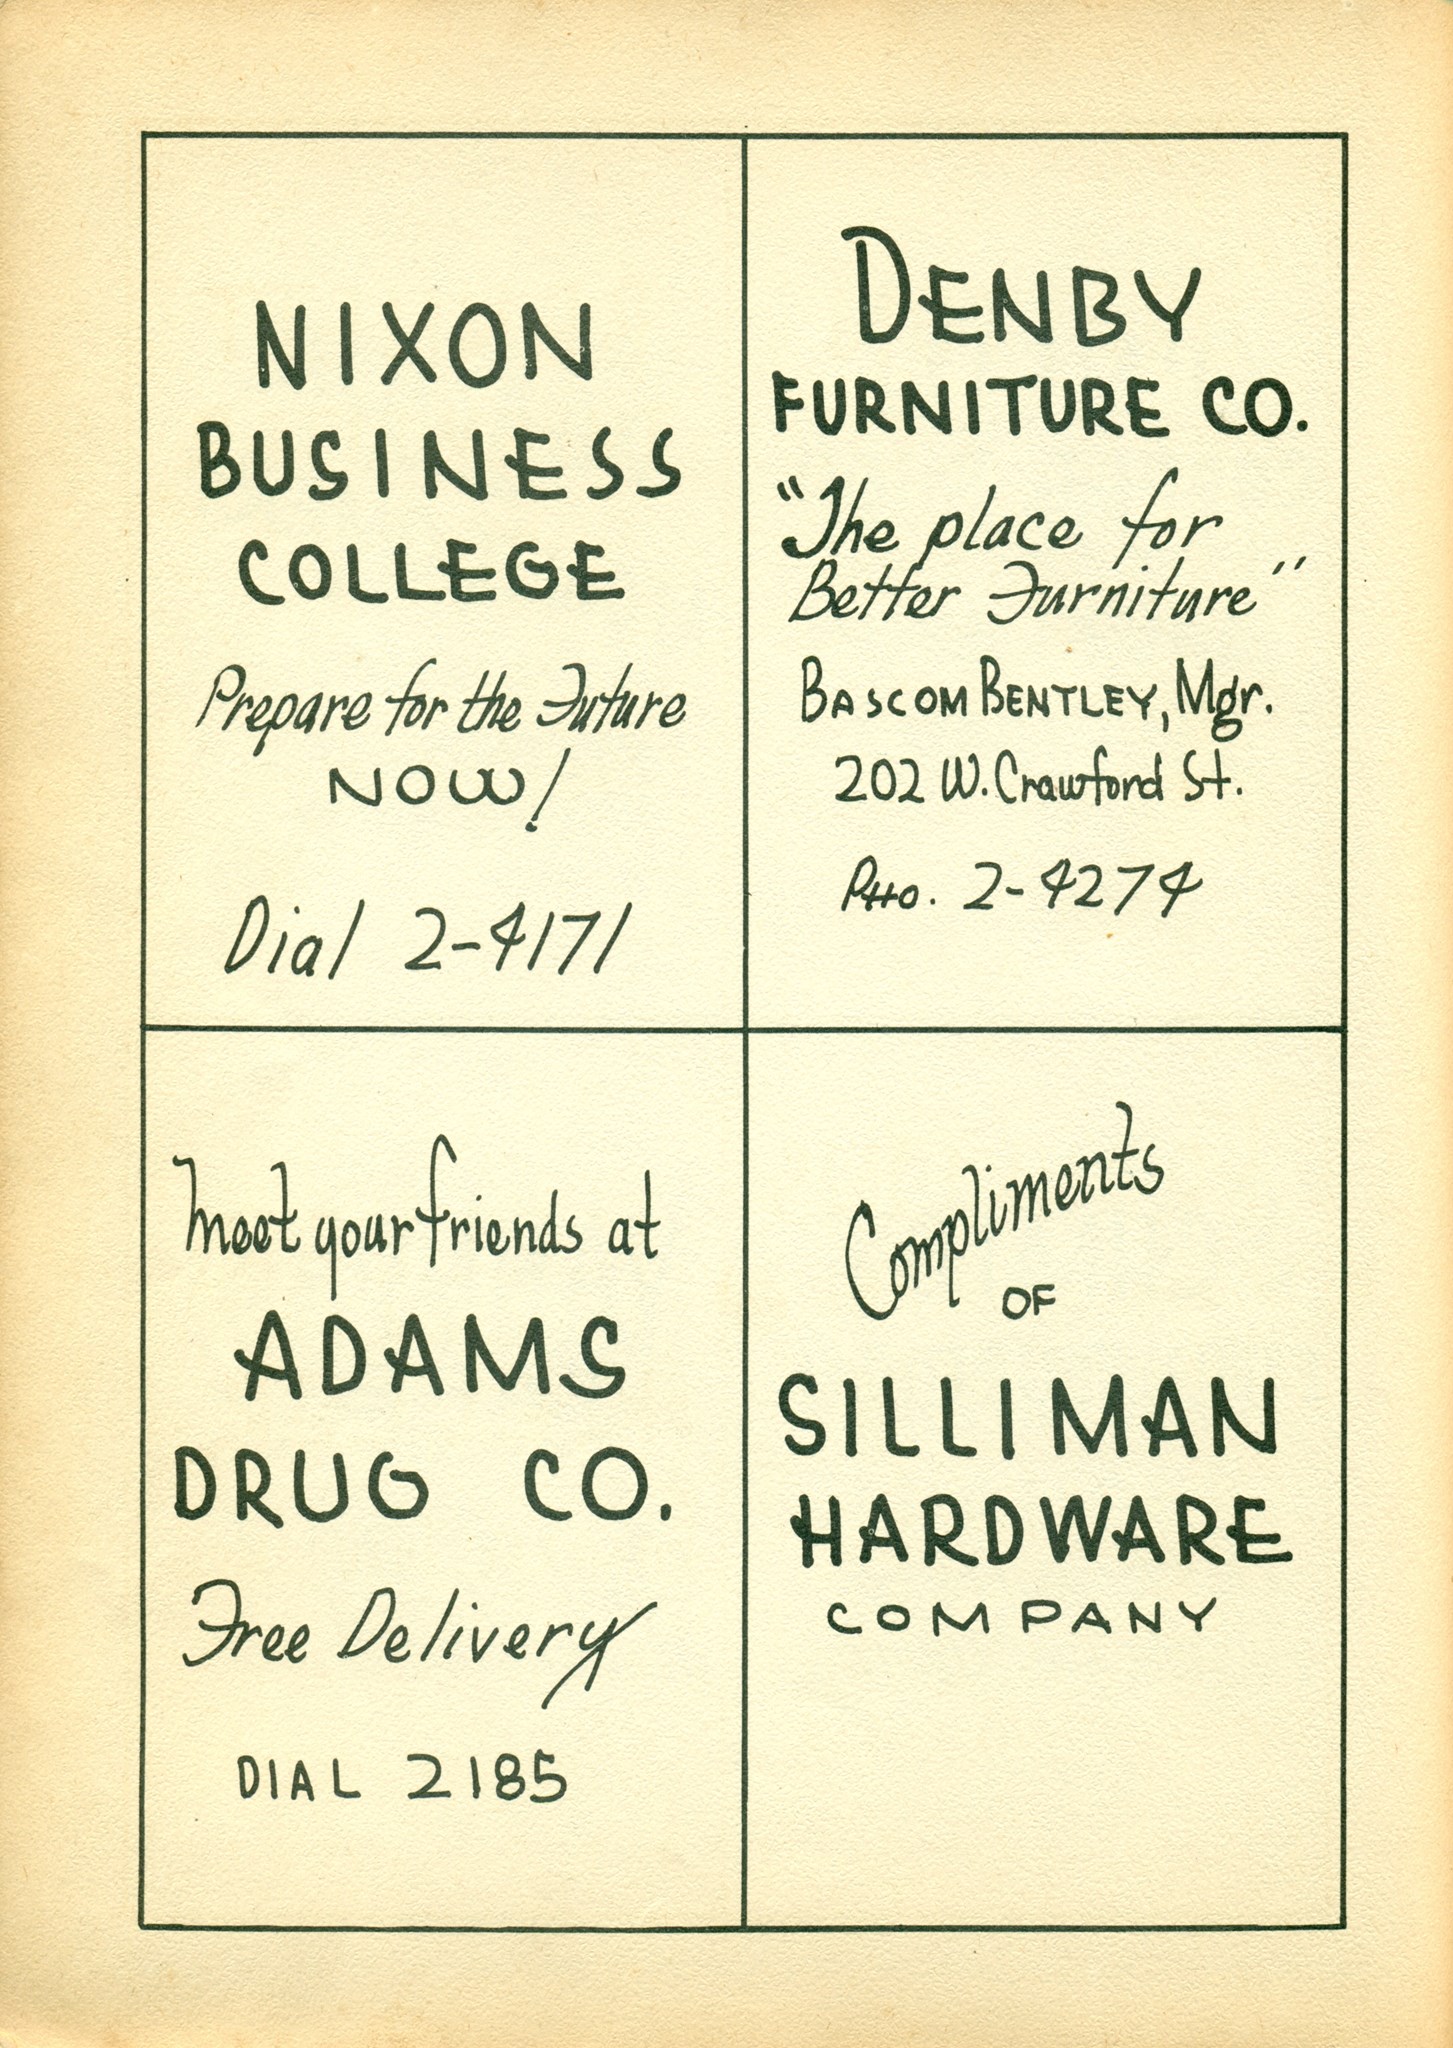 NIXON
BUSINESS
COLLEGE
Prepare for the Future
NOW!
Dial 2-4171
DENBY
FURNITURE CO.
"The place for
Better Furniture"
BASCOM BENTLEY, Mgr.
202 W. Crawford St.
PHO. 2-4274
Meet your friends at
ADAMS
DRUG CO.
Free Delivery
DIAL 2185
Compliments
OF
SILLIMAN
HARDWARE
COMPANY